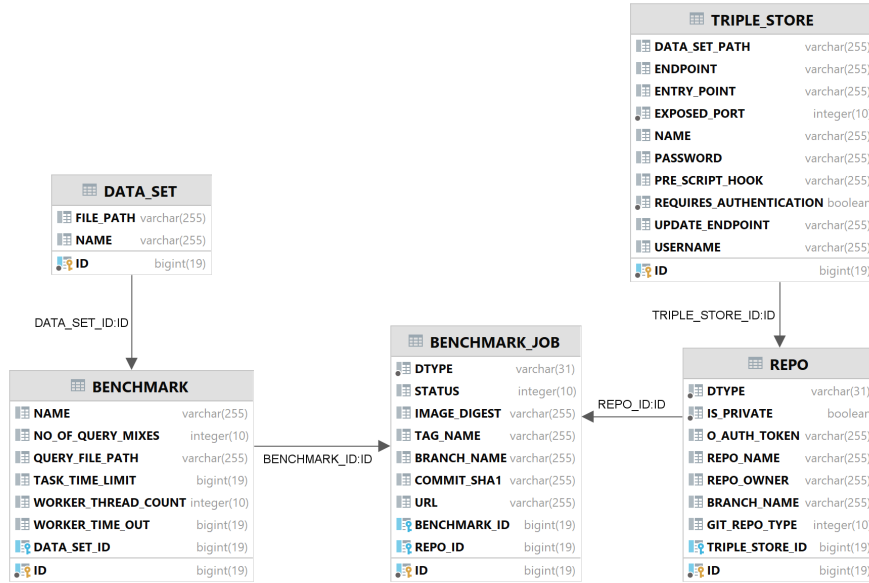 TRIPLE_STORE
DATA_SET_PATH varchar(255)
ENDPOINT varchar(255)
ENTRY_POINT varchar(255)
EXPOSED_PORT integer(10)
NAME varchar(255)
PASSWORD varchar(255)
PRE_SCRIPT_HOOK varchar(255)
REQUIRES_AUTHENTICATION boolean
UPDATE_ENDPOINT varchar(255)
USERNAME varchar(255)
ID bigint(19)
DATA_SET
FILE_PATH varchar(255)
NAME varchar(255)
ID bigint(19)
DATA_SET_ID:ID
TRIPLE_STORE_ID:ID
BENCHMARK
NAME varchar(255)
NO_OF_QUERY_MIXES integer(10)
QUERY_FILE_PATH varchar(255)
TASK_TIME_LIMIT bigint(19)
WORKER_THREAD_COUNT integer(10)
WORKER_TIME_OUT bigint(19)
DATA_SET_ID bigint(19)
ID bigint(19)
BENCHMARK_ID:ID
BENCHMARK_JOB
DTYPE varchar(31)
STATUS integer(10)
IMAGE_DIGEST varchar(255)
TAG_NAME varchar(255)
BRANCH_NAME varchar(255)
COMMIT_SHA1 varchar(255)
URL varchar(255)
BENCHMARK_ID bigint(19)
REPO_ID bigint(19)
ID bigint(19)
REPO_ID:ID
REPO
DTYPE varchar(31)
IS_PRIVATE boolean
O_AUTH_TOKEN varchar(255)
REPO_NAME varchar(255)
REPO_OWNER varchar(255)
BRANCH_NAME varchar(255)
GIT_REPO_TYPE integer(10)
TRIPLE_STORE_ID bigint(19)
ID bigint(19)